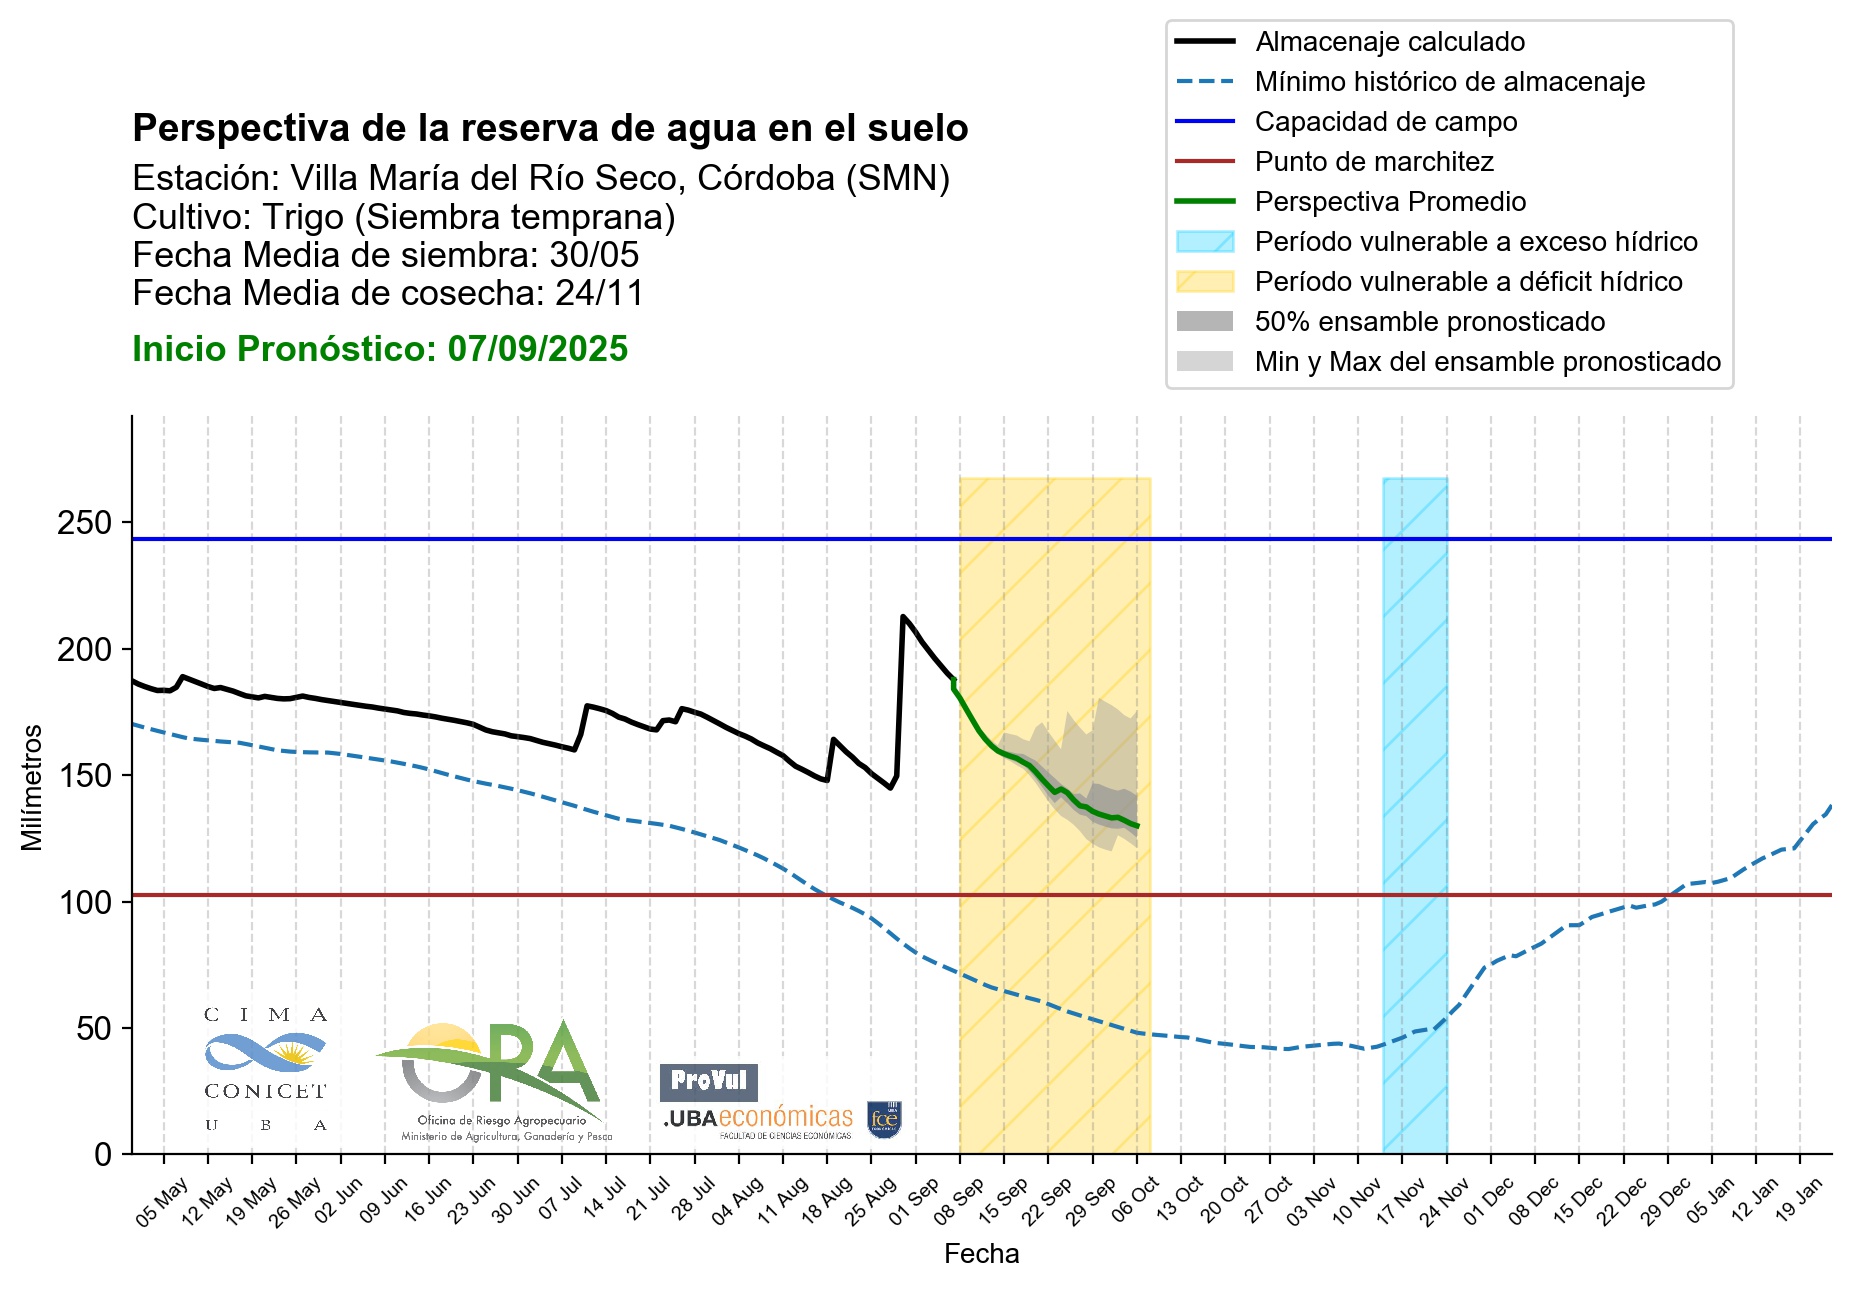 Almacenaje calculado
Mínimo histórico de almacenaje
Capacidad de campo
Punto de marchitez
Perspectiva Promedio
Período vulnerable a exceso hídrico
Período vulnerable a déficit hídrico
50% ensamble pronosticado
Min y Max del ensamble pronosticado
Perspectiva de la reserva de agua en el suelo
Estación: Villa María del Río Seco, Córdoba (SMN)
Cultivo: Trigo (Siembra temprana)
Fecha Media de siembra: 30/05
Fecha Media de cosecha: 24/11
Inicio Pronóstico: 07/09/2025
Milímetros
250
200
150
100
50
0
CIMA
CONICET
UBA
ORA
Oficina de Riesgo Agropecuario
Ministerio de Agricultura, Ganadería y Pesca
ProVul
.UBAeconómicas
FACULTAD DE CIENCIAS ECONÓMICAS
fce
05 May
12 May
19 May
26 May
02 Jun
09 Jun
16 Jun
23 Jun
30 Jun
07 Jul
14 Jul
21 Jul
28 Jul
04 Aug
11 Aug
18 Aug
25 Aug
01 Sep
08 Sep
15 Sep
22 Sep
29 Sep
06 Oct
13 Oct
20 Oct
27 Oct
03 Nov
10 Nov
17 Nov
24 Nov
01 Dec
08 Dec
15 Dec
22 Dec
29 Dec
05 Jan
12 Jan
19 Jan
Fecha